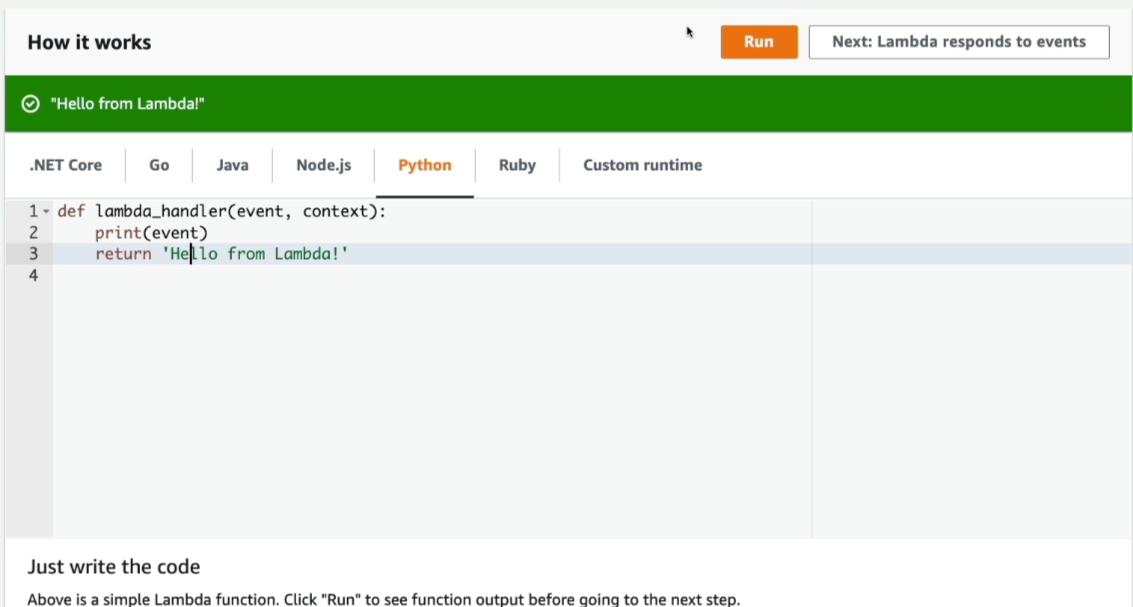 How it works
Run
Next: Lambda responds to events
"Hello from Lambda!"
.NET Core
Go
Java
Node.js
Python
Ruby
Custom runtime
1 def lambda_handler(event, context):
2     print(event)
3     return 'Hello from Lambda!'
4
Just write the code
Above is a simple Lambda function. Click "Run" to see function output before going to the next step.